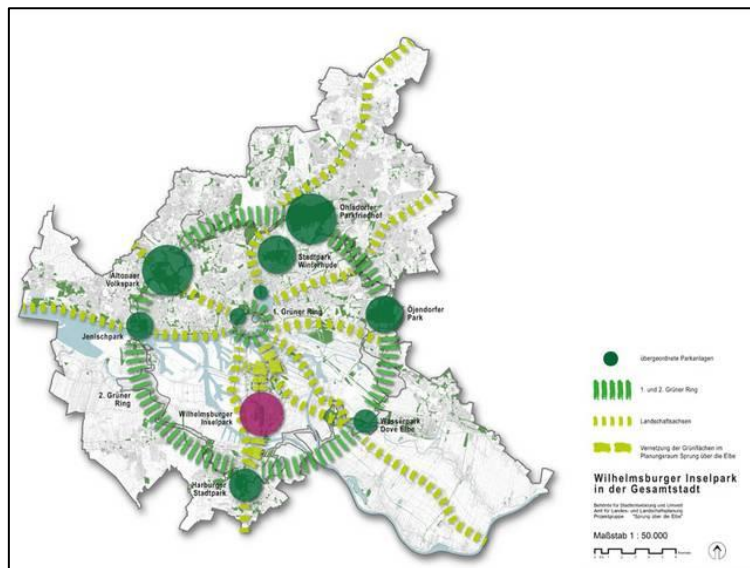 Ohlsdorfer
Parkfriedhof
Stadtpark
Winterhude
Altonaer
Volkspark
Öjendorfer
Park
1. Grüner Ring
Jenischpark
2. Grüner
Ring
Wilhelmsburger
Inselpark
Wasserpark
Dove Elbe
Harburger
Stadtpark
übergeordnete Parkanlagen
1. und 2. Grüner Ring
Landschaftsachsen
Vernetzung der Grünflächen im
Planungsraum Sprung über die Elbe
Wilhelmsburger Inselpark
in der Gesamtstadt
Behörde für Stadtentwicklung und Umwelt
Amt für Landes- und Landschaftsplanung
Projektgruppe "Sprung über die Elbe"
Maßstab 1 : 50.000